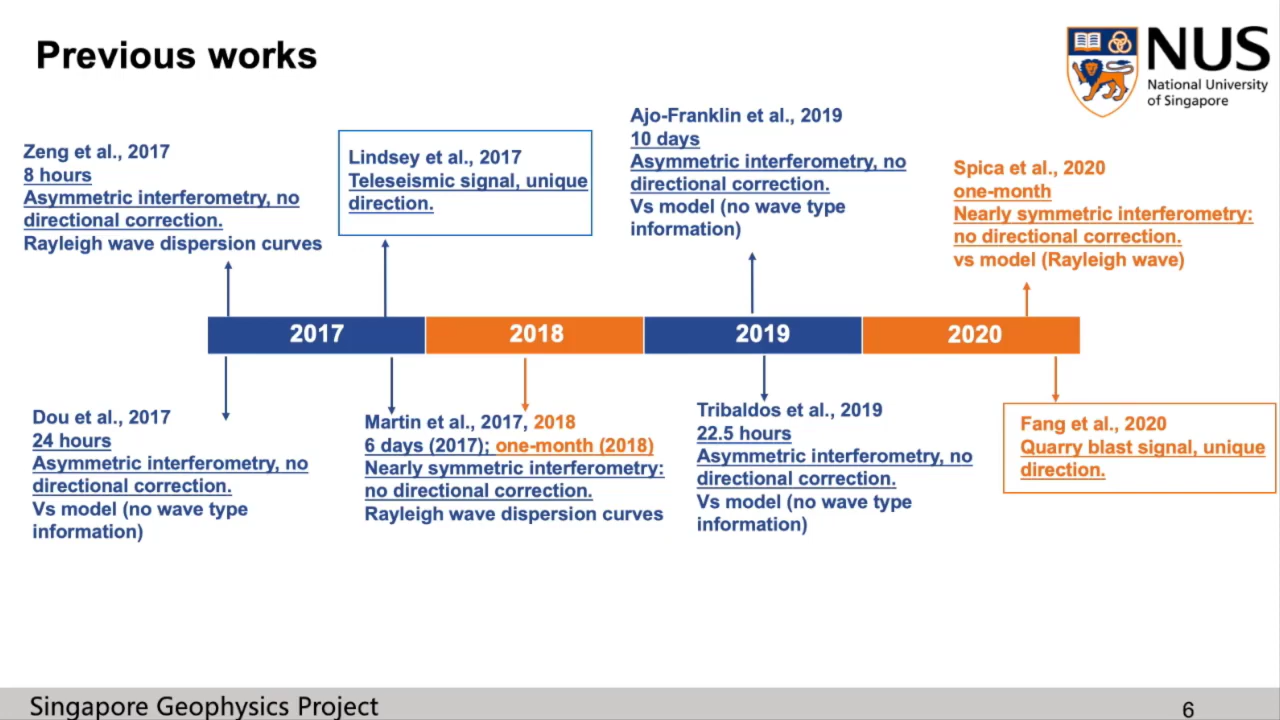 Previous works
NUS
National University
of Singapore
Zeng et al., 2017
8 hours
Asymmetric interferometry, no
directional correction.
Rayleigh wave dispersion curves
Lindsey et al., 2017
Teleseismic signal, unique
direction.
Ajo-Franklin et al., 2019
10 days
Asymmetric interferometry, no
directional correction.
Vs model (no wave type
information)
Spica et al., 2020
one-month
Nearly symmetric interferometry:
no directional correction.
vs model (Rayleigh wave)
2017
2018
2019
2020
Dou et al., 2017
24 hours
Asymmetric interferometry, no
directional correction.
Vs model (no wave type
information)
Martin et al., 2017, 2018
6 days (2017); one-month (2018)
Nearly symmetric interferometry:
no directional correction.
Rayleigh wave dispersion curves
Tribaldos et al., 2019
22.5 hours
Asymmetric interferometry, no
directional correction.
Vs model (no wave type
information)
Fang et al., 2020
Quarry blast signal, unique
direction.
Singapore Geophysics Project
6